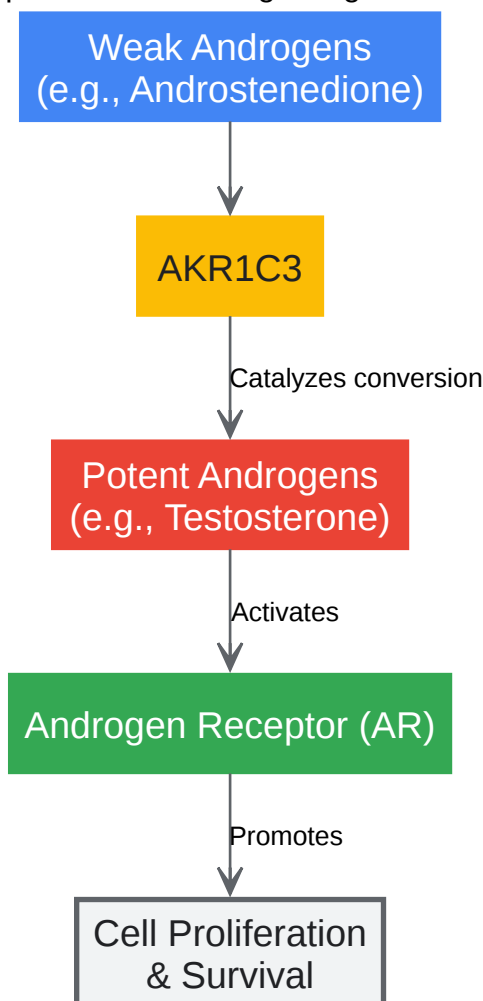 Weak Androgens
(e.g., Androstenedione)
AKR1C3
Catalyzes conversion
Potent Androgens
(e.g., Testosterone)
Activates
Androgen Receptor (AR)
Promotes
Cell Proliferation
& Survival